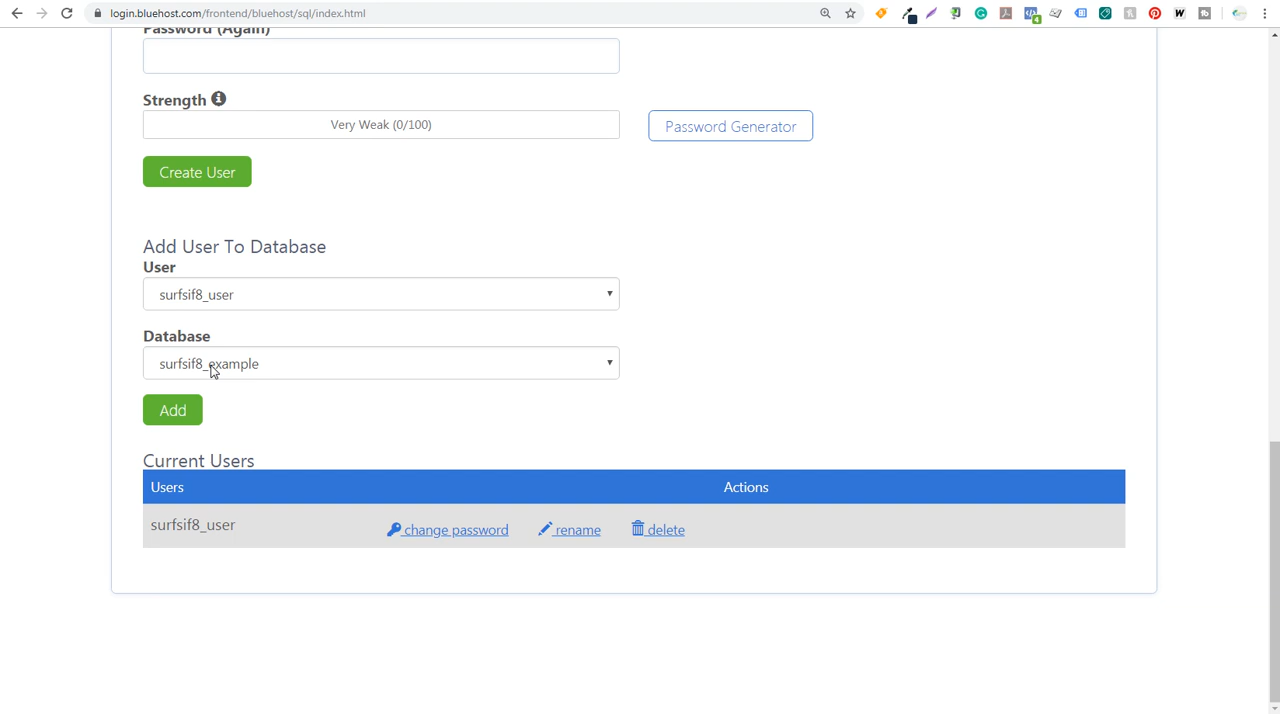 login.bluehost.com/frontend/bluehost/sql/index.html
4
W
Password (Again)
Strength
Very Weak (0/100)
Password Generator
Create User
Add User To Database
User
surfsif8_user
Database
surfsif8_example
Add
Current Users
Users Actions
surfsif8_user change password rename delete